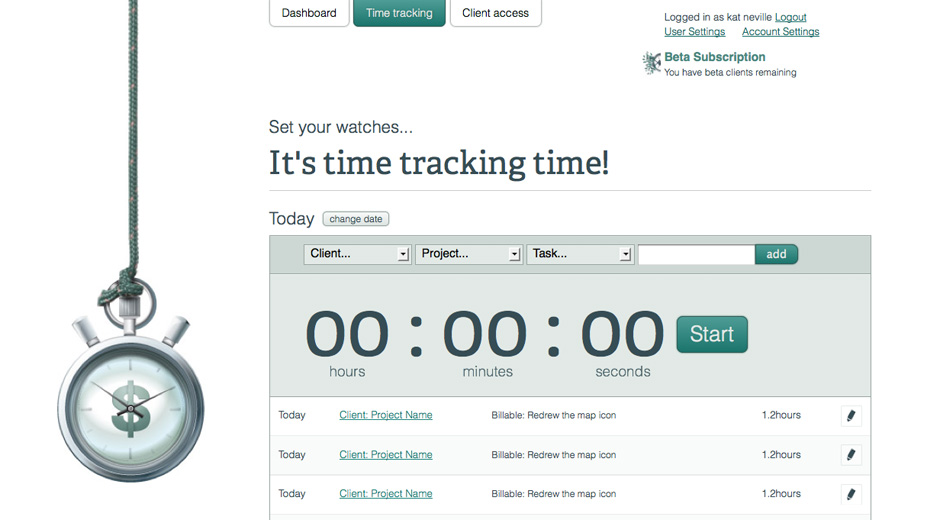 Dashboard Time tracking Client access
Logged in as kat neville Logout
User Settings Account Settings
Beta Subscription
You have beta clients remaining
Set your watches...
It's time tracking time!
Today change date
Client... Project... Task... add
00 : 00 : 00 Start
hours minutes seconds
$
Today Client: Project Name Billable: Redrew the map icon 1.2hours
Today Client: Project Name Billable: Redrew the map icon 1.2hours
Today Client: Project Name Billable: Redrew the map icon 1.2hours